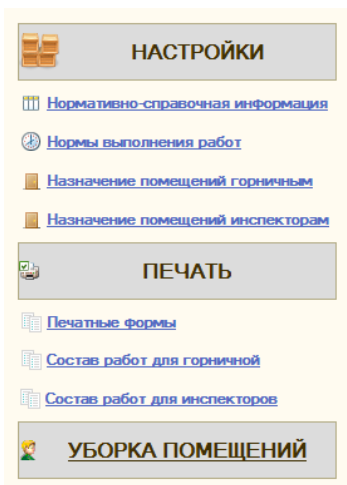 НАСТРОЙКИ
Нормативно-справочная информация
Нормы выполнения работ
Назначение помещений горничным
Назначение помещений инспекторам
ПЕЧАТЬ
Печатные формы
Состав работ для горничной
Состав работ для инспекторов
УБОРКА ПОМЕЩЕНИЙ